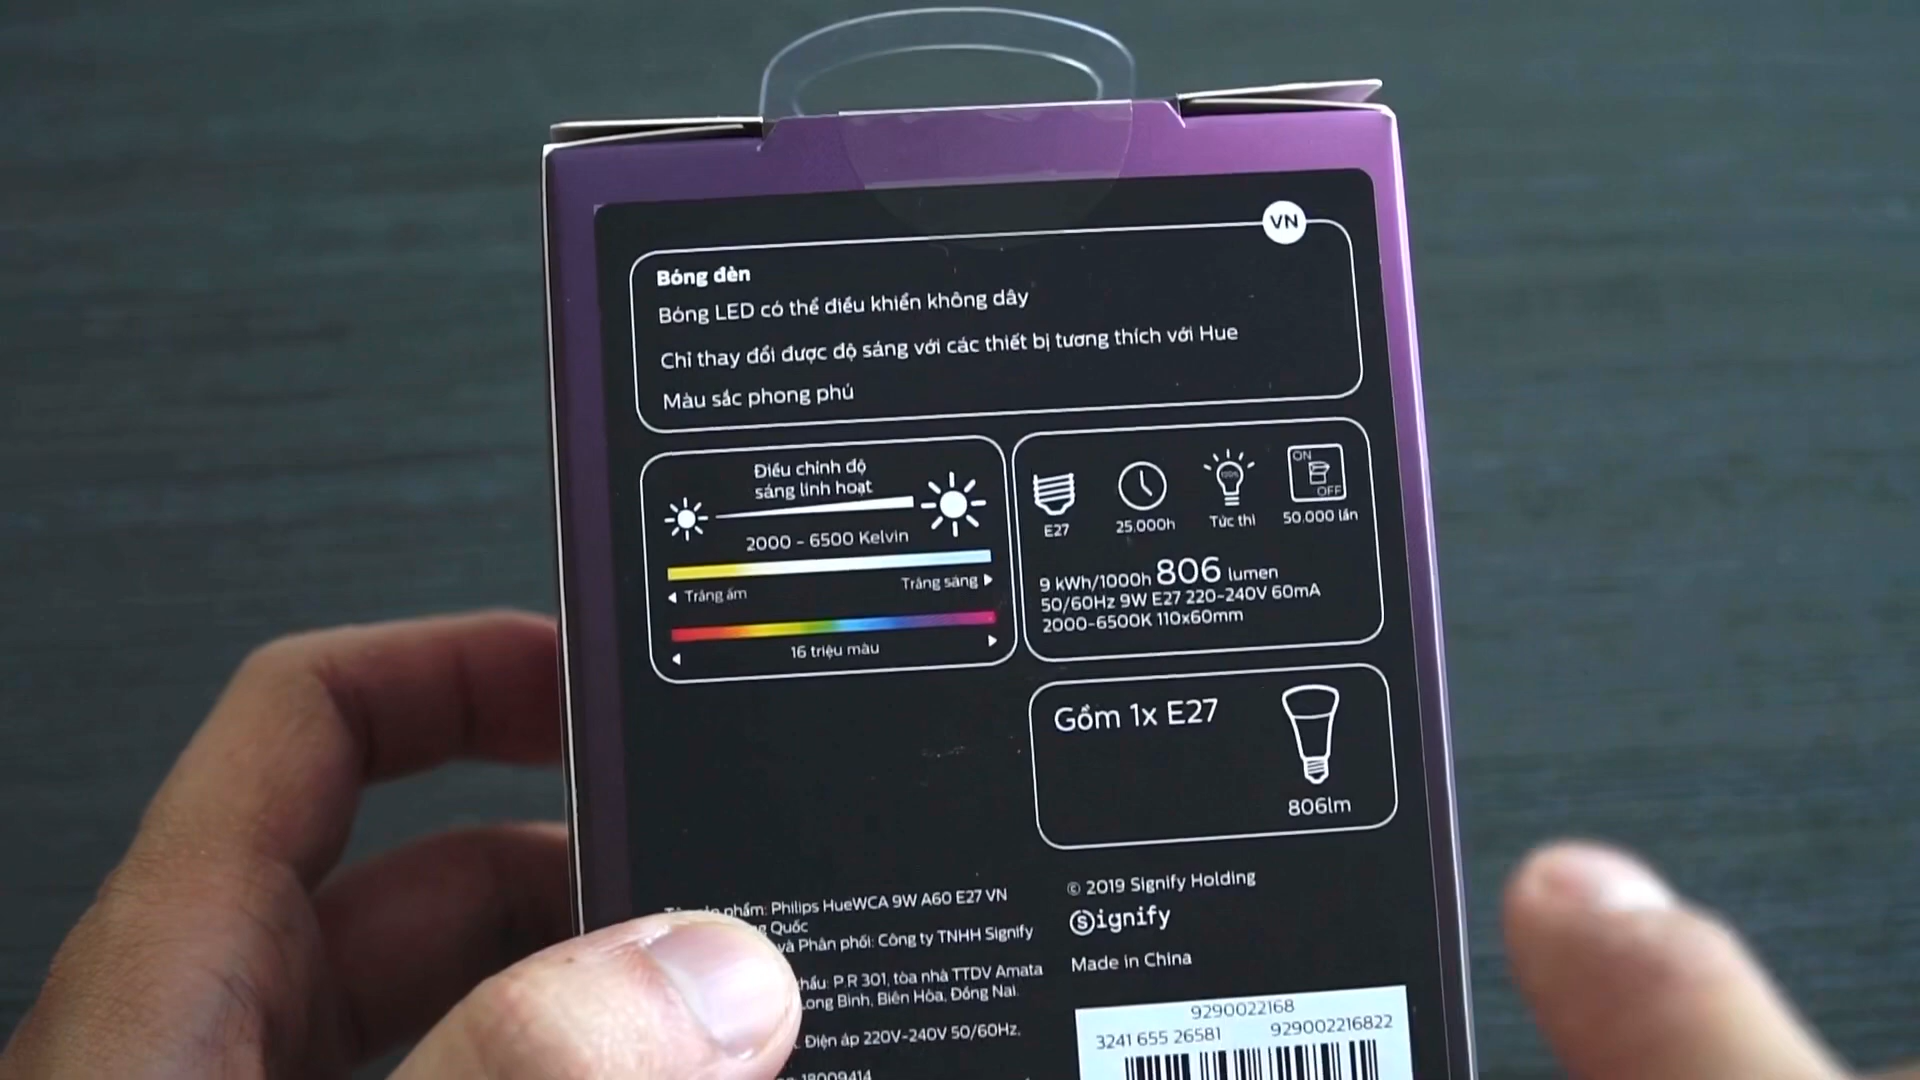 VN
Bóng đèn
Bóng LED có thể điều khiển không dây
Chỉ thay đổi được độ sáng với các thiết bị tương thích với Hue
Màu sắc phong phú
Điều chỉnh độ
sáng linh hoạt
2000 - 6500 Kelvin
Trắng ấm
Trắng sáng
16 triệu màu
ON
OFF
E27
25.000h
Tức thì
50.000 lần
9 kWh/1000h 806 lumen
50/60Hz 9W E27 220-240V 60mA
2000-6500K 110x60mm
Gồm 1x E27
806lm
phẩm: Philips HueWCA 9W A60 E27 VN
Quốc
và Phân phối: Công ty TNHH Signify
P.R 301, tòa nhà TTDV Amata
Bình, Biên Hòa, Đồng Nai.
Điện áp 220V-240V 50/60Hz.
18009414
© 2019 Signify Holding
Signify
Made in China
9290022168
3241 655 26581
929002216822